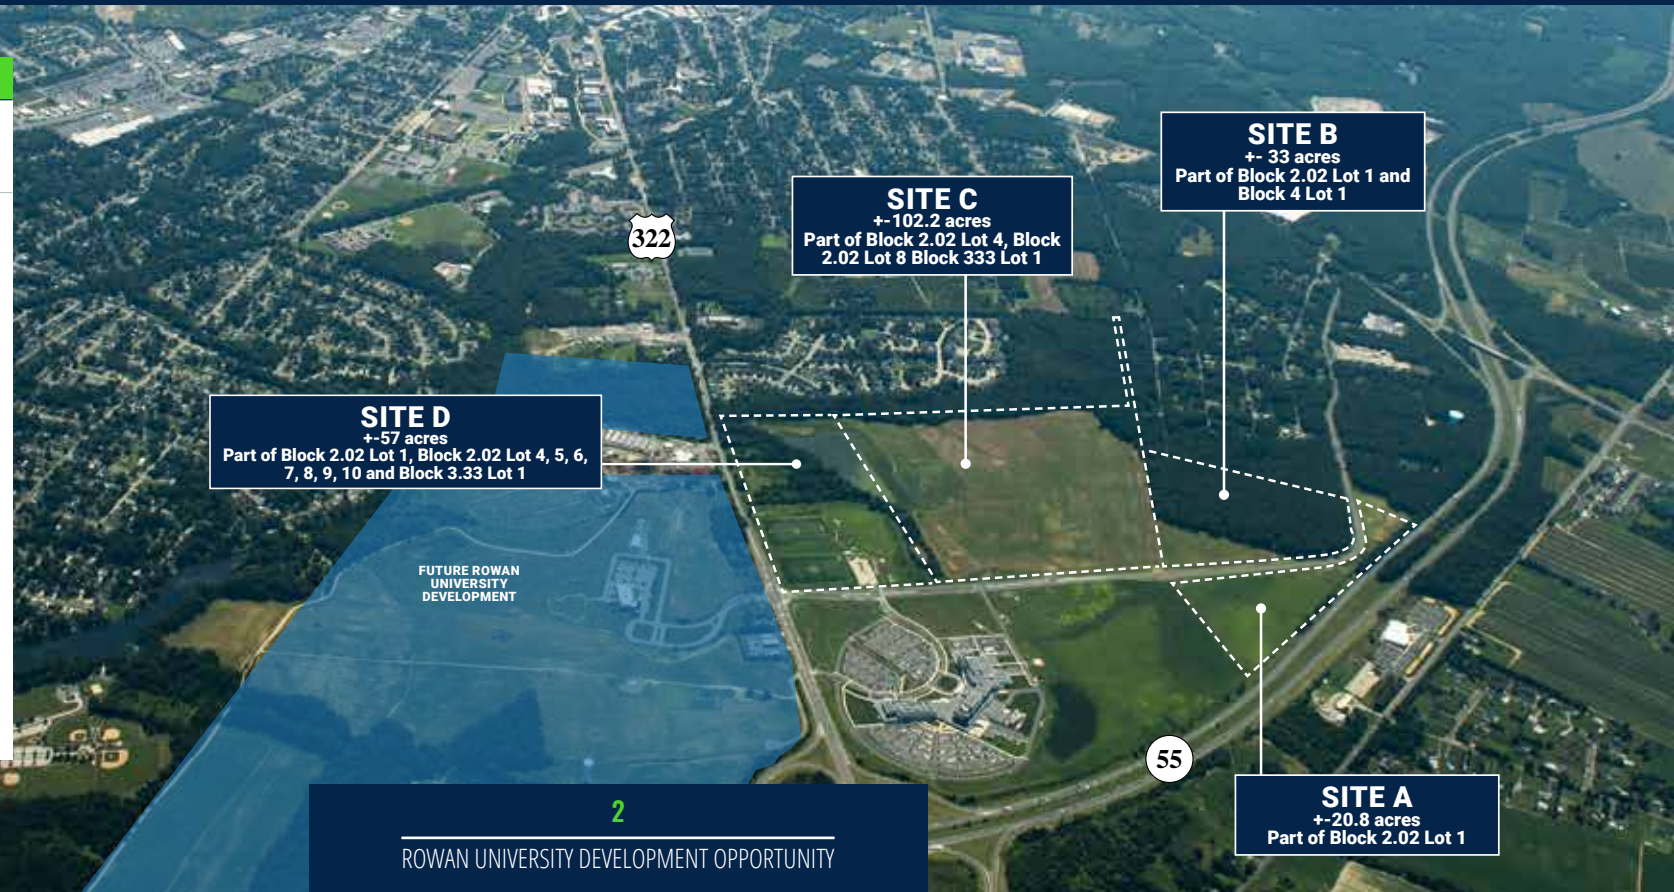 SITE B
+- 33 acres
Part of Block 2.02 Lot 1 and
Block 4 Lot 1
SITE C
+-102.2 acres
Part of Block 2.02 Lot 4, Block
2.02 Lot 8 Block 333 Lot 1
322
SITE D
+-57 acres
Part of Block 2.02 Lot 1, Block 2.02 Lot 4, 5, 6,
7, 8, 9, 10 and Block 3.33 Lot 1
FUTURE ROWAN
UNIVERSITY
DEVELOPMENT
55
SITE A
+-20.8 acres
Part of Block 2.02 Lot 1
2
ROWAN UNIVERSITY DEVELOPMENT OPPORTUNITY